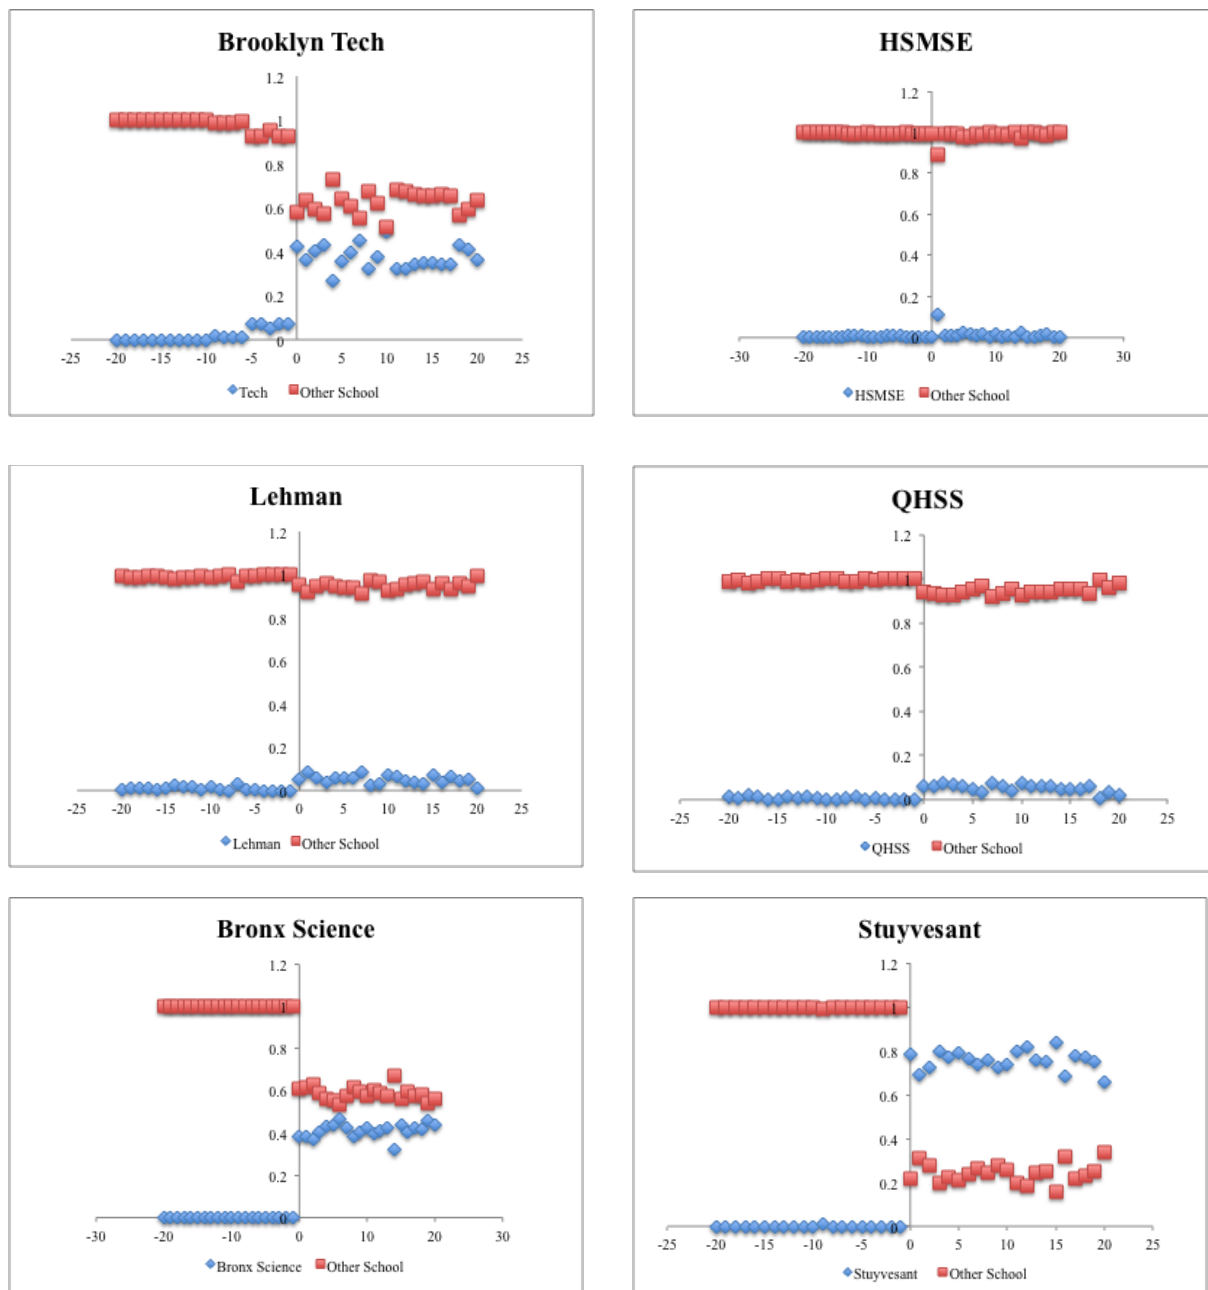 Brooklyn Tech
1.2
1
0.8
0.6
0.4
0.2
0
-25 -20 -15 -10 -5 0 5 10 15 20 25
Tech Other School
HSMSE
1.2
1
0.8
0.6
0.4
0.2
0
-30 -20 -10 0 10 20 30
HSMSE Other School
Lehman
1.2
1
0.8
0.6
0.4
0.2
0
-25 -20 -15 -10 -5 0 5 10 15 20 25
Lehman Other School
QHSS
1.2
1
0.8
0.6
0.4
0.2
0
-25 -20 -15 -10 -5 0 5 10 15 20 25
QHSS Other School
Bronx Science
1.2
1
0.8
0.6
0.4
0.2
0
-30 -20 -10 0 10 20 30
Bronx Science Other School
Stuyvesant
1.2
1
0.8
0.6
0.4
0.2
0
-25 -20 -15 -10 -5 0 5 10 15 20 25
Stuyvesant Other School